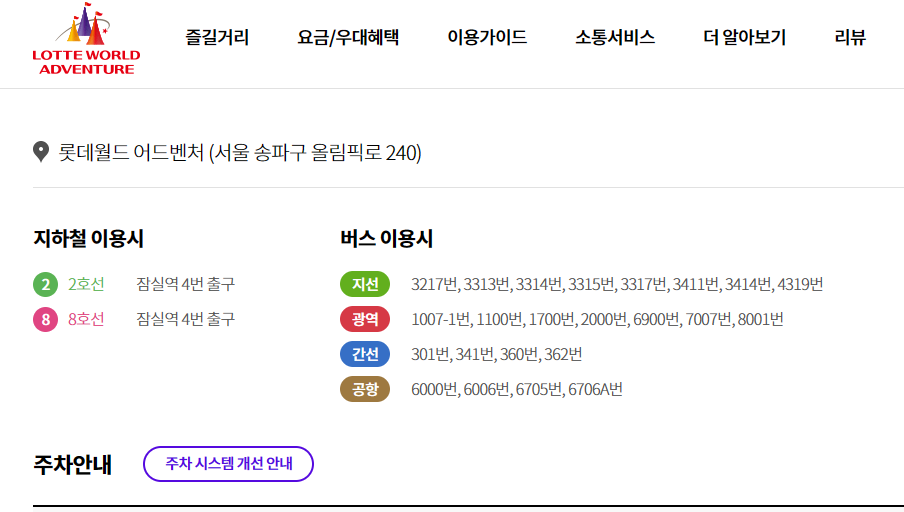 LOTTE WORLD
ADVENTURE
즐길거리 요금/우대혜택 이용가이드 소통서비스 더 알아보기 리뷰
롯데월드 어드벤처 (서울 송파구 올림픽로 240)
지하철 이용시
2 2호선 잠실역 4번 출구
8 8호선 잠실역 4번 출구
버스 이용시
지선 3217번, 3313번, 3314번, 3315번, 3317번, 3411번, 3414번, 4319번
광역 1007-1번, 1100번, 1700번, 2000번, 6900번, 7007번, 8001번
간선 301번, 341번, 360번, 362번
공항 6000번, 6006번, 6705번, 6706A번
주차안내 주차 시스템 개선 안내